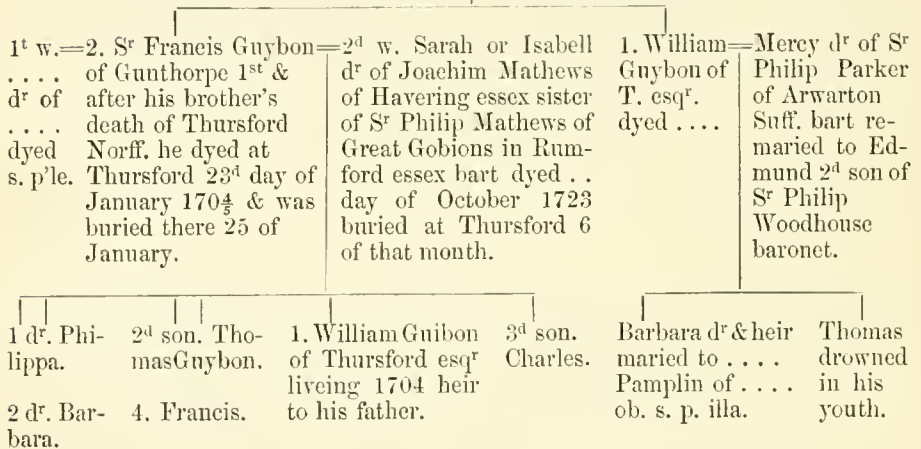 1ᵗ w.=2. Sʳ Francis Guybon=2ᵈ w. Sarah or Isabell
. . . . of Gunthorpe 1ˢᵗ & dʳ of Joachim Mathews
dʳ of after his brother's of Havering essex sister
. . . . death of Thursford of Sʳ Philip Mathews of
dyed Norff. he dyed at Great Gobions in Rum-
s. p'le. Thursford 23ᵈ day of ford essex bart dyed . .
January 170⁴⁄₅ & was day of October 1723
buried there 25 of buried at Thursford 6
January. of that month.
1. William=Mercy dʳ of Sʳ
Guybon of Philip Parker
T. esqʳ. of Arwarton
dyed . . . . Suff. bart re-
maried to Ed-
mund 2ᵈ son of
Sʳ Philip
Woodhouse
baronet.
1 dʳ. Phi-
lippa.
2 dʳ. Bar-
bara.
2ᵈ son. Tho-
mas Guybon.
4. Francis.
1. William Guibon
of Thursford esqʳ
liveing 1704 heir
to his father.
3ᵈ son.
Charles.
Barbara dʳ & heir
maried to . . . .
Pamplin of . . . .
ob. s. p. illa.
Thomas
drowned
in his
youth.